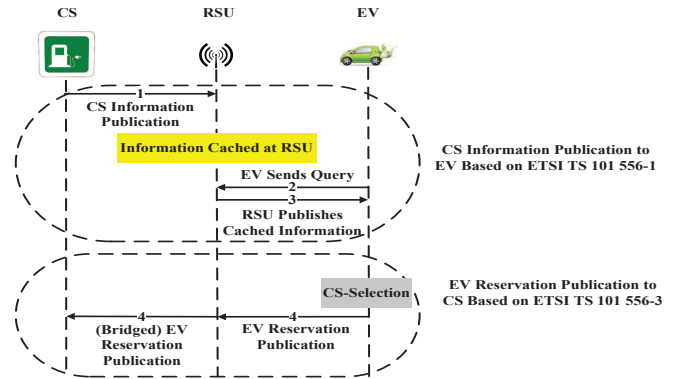 CS
RSU
EV
1
CS Information
Publication
Information Cached at RSU
EV Sends Query
2
3
RSU Publishes
Cached Information
CS Information Publication to
EV Based on ETSI TS 101 556-1
CS-Selection
4
4
(Bridged) EV
Reservation
Publication
EV Reservation
Publication
EV Reservation Publication to
CS Based on ETSI TS 101 556-3